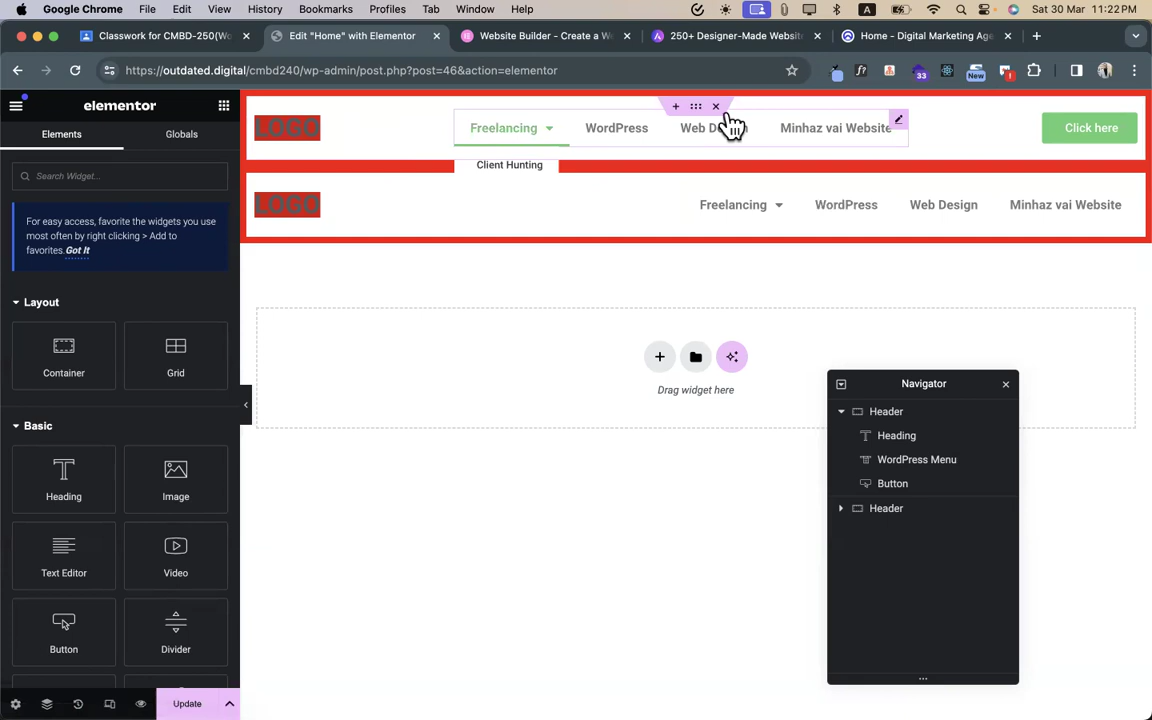 Google Chrome File Edit View History Bookmarks Profiles Tab Window Help A Sat 30 Mar 11:22 PM
Classwork for CMBD-250(W Edit "Home" with Elementor Website Builder - Create a W 250+ Designer-Made Website Home - Digital Marketing Age
https://outdated.digital/cmbd240/wp-admin/post.php?post=46&action=elementor
33
New
elementor
Elements Globals
Search Widget...
For easy access, favorite the widgets you use
most often by right clicking > Add to
favorites. Got It
Layout
Container Grid
Basic
Heading Image
Text Editor Video
Button Divider
Update
LOGO Freelancing WordPress Web Minhaz vai Website Click here
Client Hunting
LOGO Freelancing WordPress Web Design Minhaz vai Website
Drag widget here
Navigator
Header
Heading
WordPress Menu
Button
Header